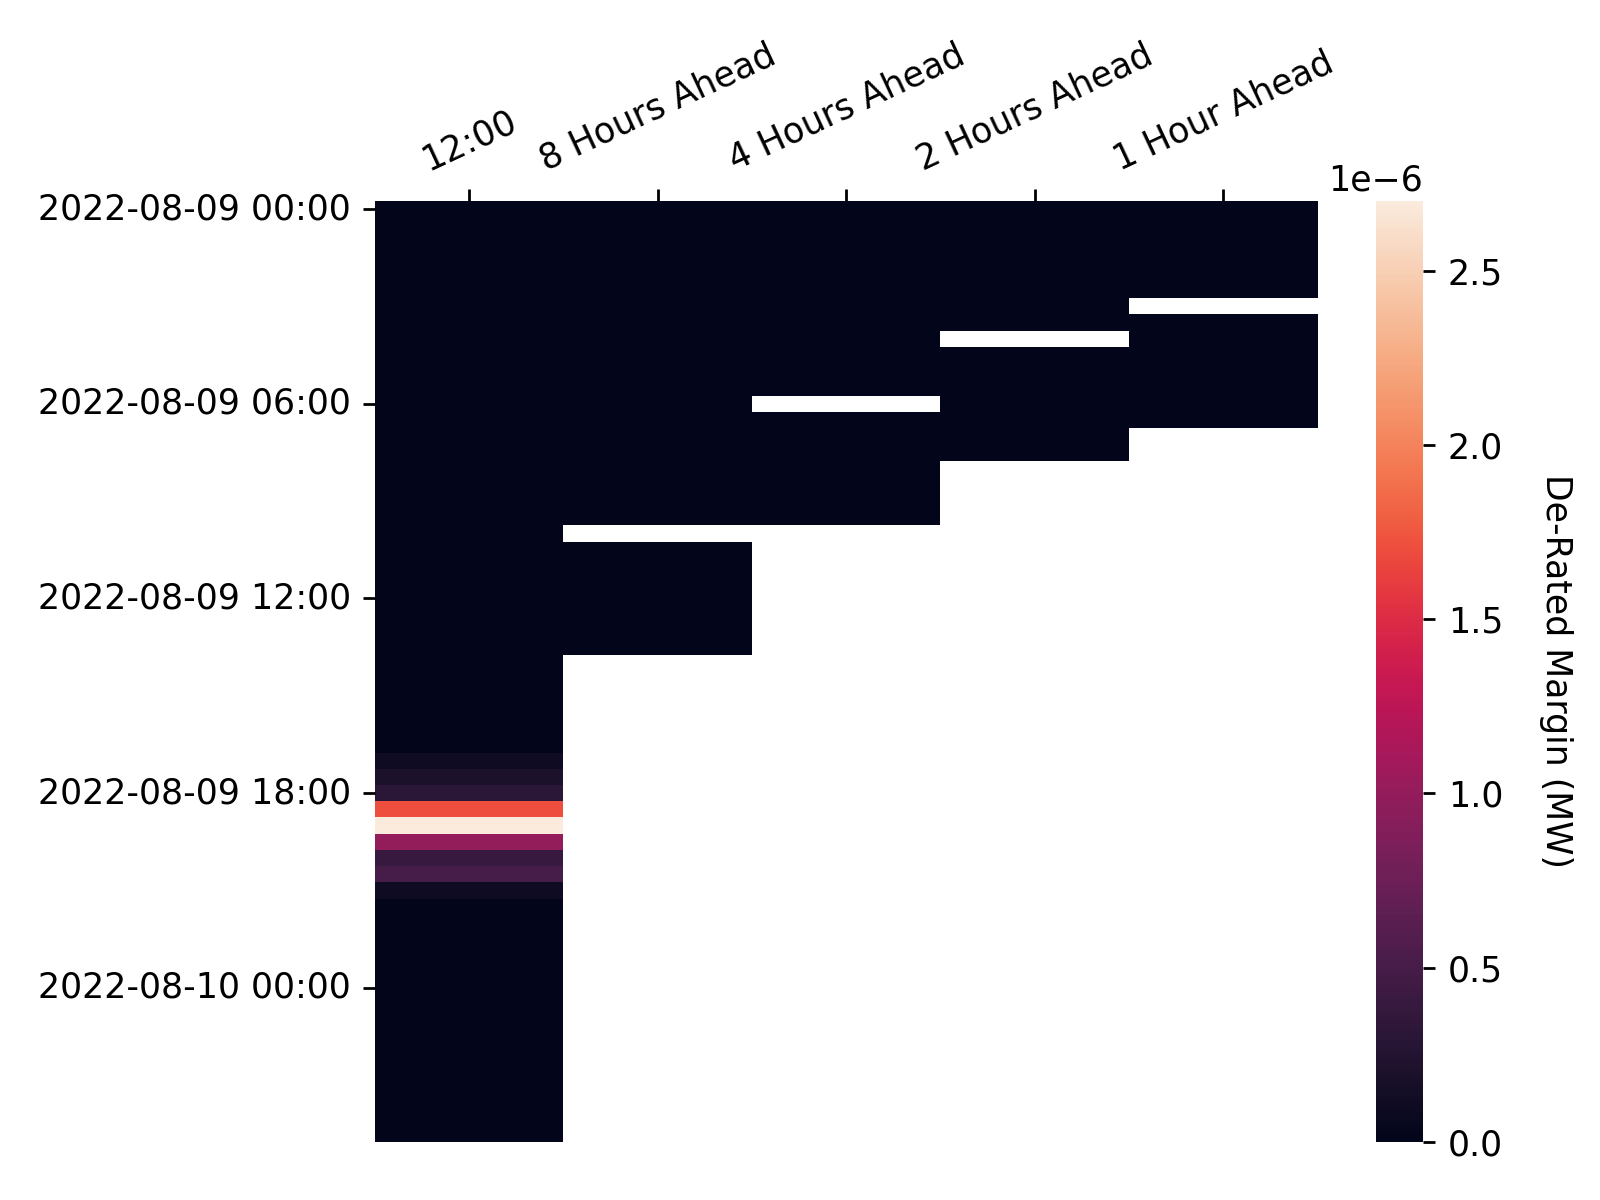 12:00
8 Hours Ahead
4 Hours Ahead
2 Hours Ahead
1 Hour Ahead
1e−6
2022-08-09 00:00
2022-08-09 06:00
2022-08-09 12:00
2022-08-09 18:00
2022-08-10 00:00
2.5
2.0
1.5
1.0
0.5
0.0
De-Rated Margin (MW)